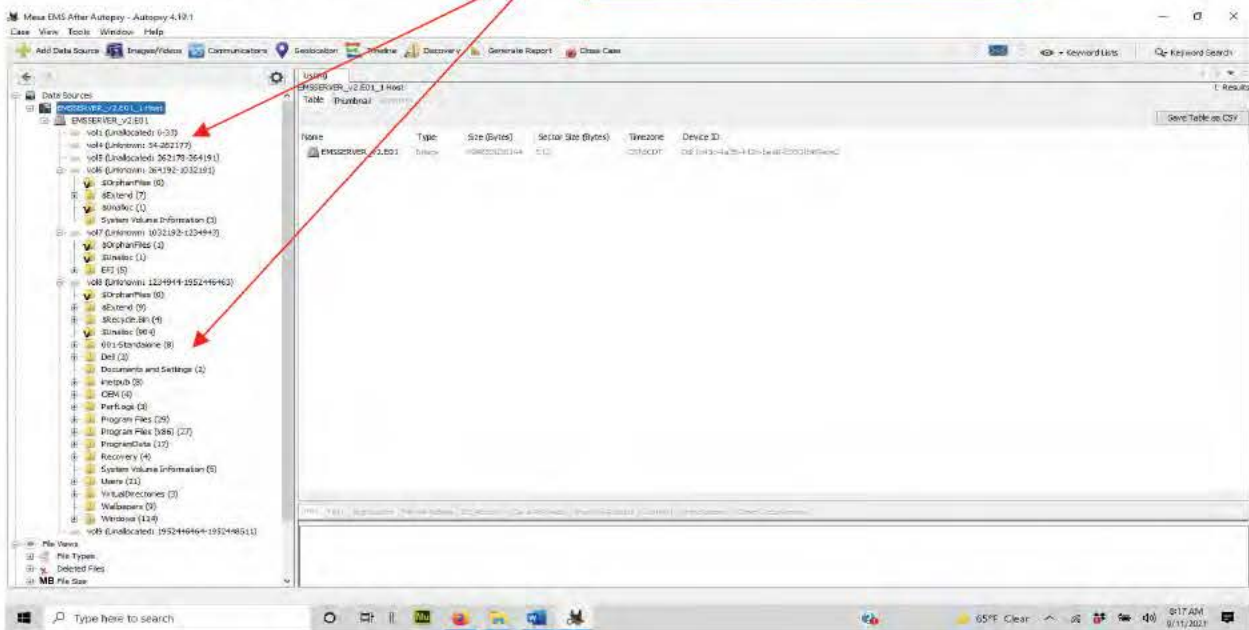 Mesa EMS After Autopsy - Autopsy 4.19.1
Case View Tools Window Help
Add Data Source Images/Videos Communications Geolocation Timeline Discovery Generate Report Close Case Keyword Lists Keyword Search
Listing
EMSSERVER_v2.E01_1 Host
1 Results
Table Thumbnail
Save Table as CSV
Name Type Size (Bytes) Sector Size (Bytes) Timezone Device ID
EMSSERVER_v2.E01 512
Data Sources
EMSSERVER_v2.E01_1 Host
EMSSERVER_v2.E01
vol1 (Unallocated: 0-33)
vol4 (Unknown: 34-262177)
vol5 (Unallocated: 262178-264191)
vol6 (Unknown: 264192-1032191)
$OrphanFiles (0)
$Extend (7)
$Unalloc (1)
System Volume Information (3)
vol7 (Unknown: 1032192-1234943)
$OrphanFiles (1)
$Unalloc (1)
EFI (5)
vol8 (Unknown: 1234944-1952446463)
$OrphanFiles (0)
$Extend (9)
$Recycle.Bin (4)
$Unalloc
001-Standalone (8)
Dell (3)
Documents and Settings (2)
inetpub (8)
OEM (4)
PerfLogs (3)
Program Files (29)
Program Files (x86) (27)
ProgramData (17)
Recovery (4)
System Volume Information (5)
Users (21)
VirtualDirectories (3)
Wallpapers (9)
Windows (114)
vol9 (Unallocated: 1952446464-1952448511)
File Views
File Types
Deleted Files
MB File Size
Type here to search
65°F Clear
8:17 AM
9/11/2021